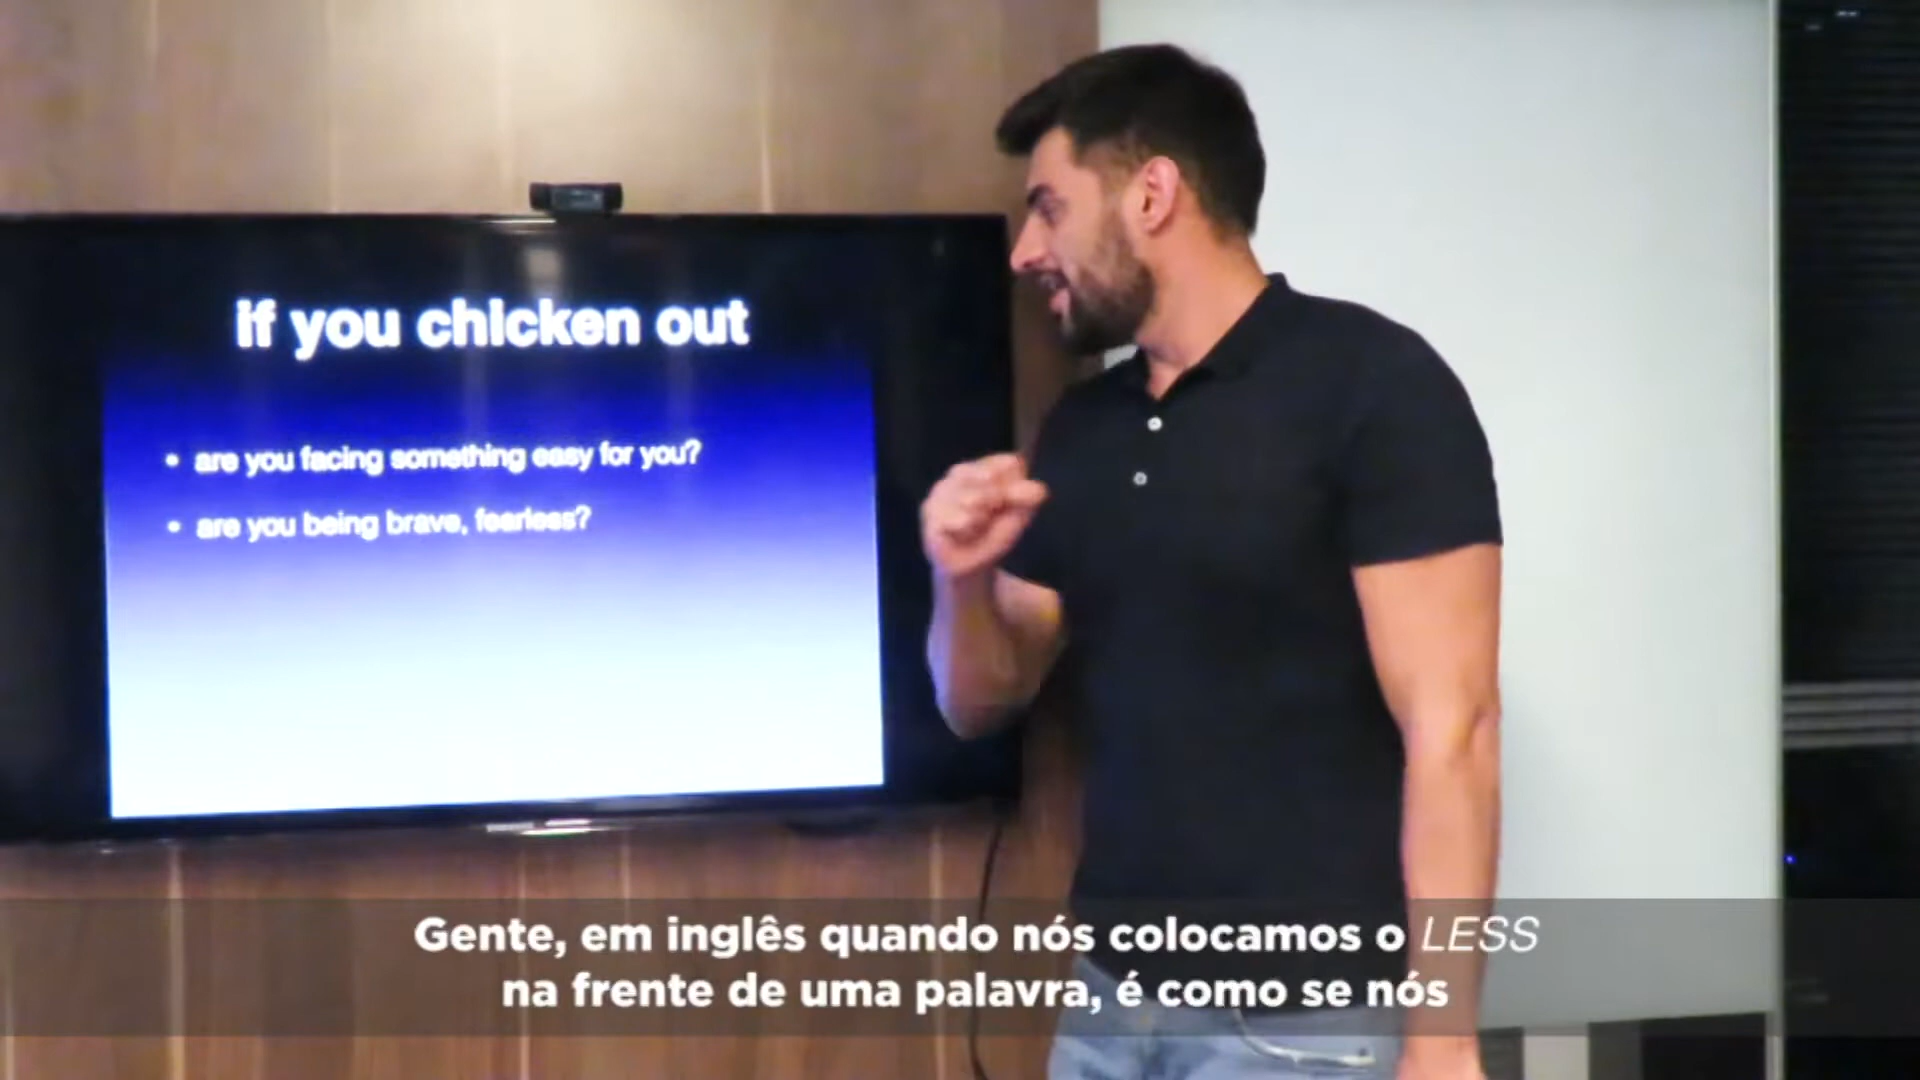 if you chicken out
• are you facing something easy for you?
• are you being brave, fearless?
Gente, em inglês quando nós colocamos o LESS
na frente de uma palavra, é como se nós